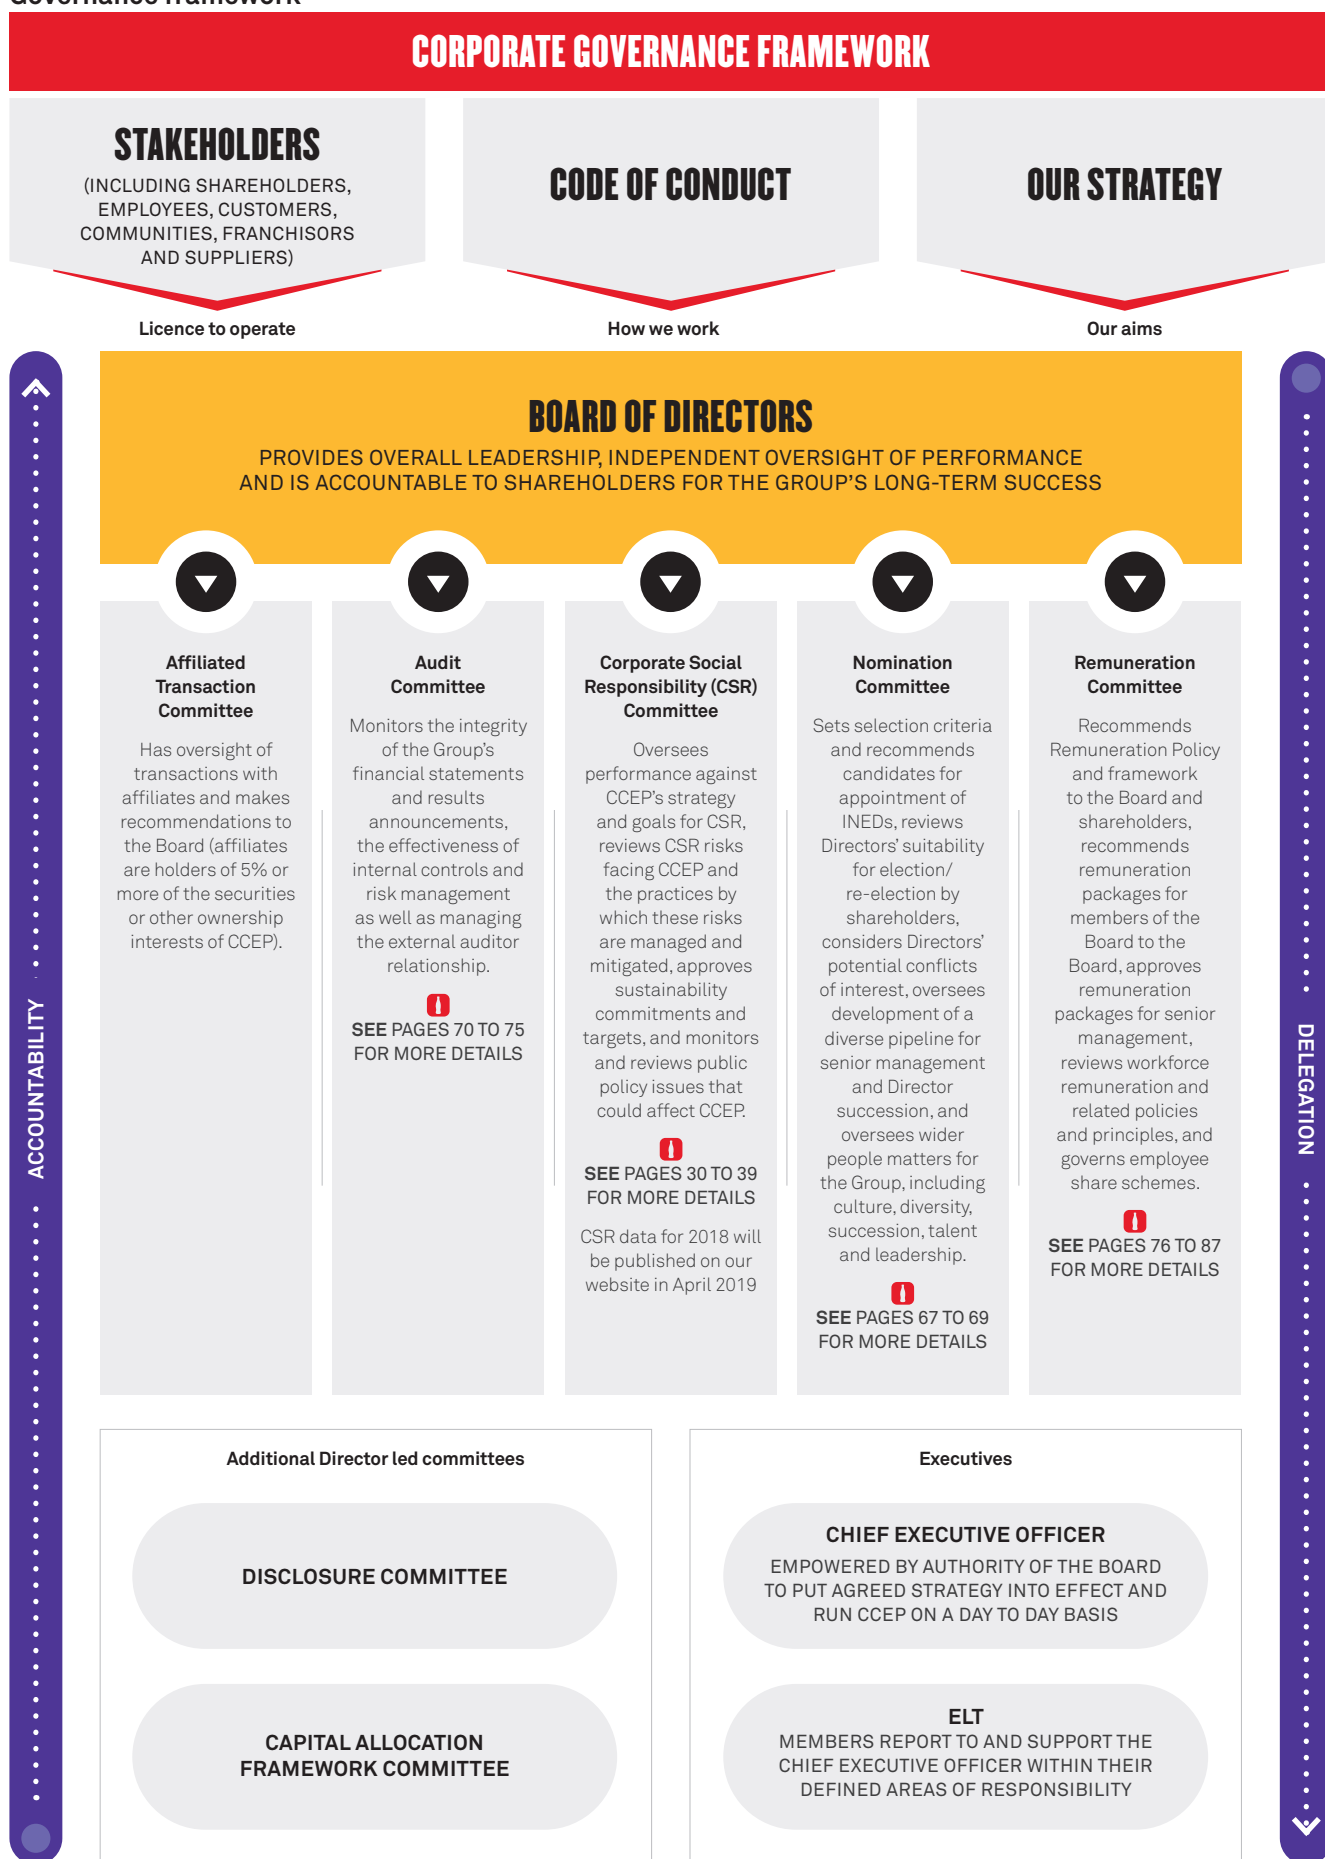 Governance framework
CORPORATE GOVERNANCE FRAMEWORK
STAKEHOLDERS
(INCLUDING SHAREHOLDERS,
EMPLOYEES, CUSTOMERS,
COMMUNITIES, FRANCHISORS
AND SUPPLIERS)
CODE OF CONDUCT
OUR STRATEGY
Licence to operate
How we work
Our aims
BOARD OF DIRECTORS
PROVIDES OVERALL LEADERSHIP, INDEPENDENT OVERSIGHT OF PERFORMANCE
AND IS ACCOUNTABLE TO SHAREHOLDERS FOR THE GROUP'S LONG-TERM SUCCESS
Affiliated
Transaction
Committee
Has oversight of
transactions with
affiliates and makes
recommendations to
the Board (affiliates
are holders of 5% or
more of the securities
or other ownership
interests of CCEP).
Audit
Committee
Monitors the integrity
of the Group's
financial statements
and results
announcements,
the effectiveness of
internal controls and
risk management
as well as managing
the external auditor
relationship.
SEE PAGES 70 TO 75
FOR MORE DETAILS
Corporate Social
Responsibility (CSR)
Committee
Oversees
performance against
CCEP's strategy
and goals for CSR,
reviews CSR risks
facing CCEP and
the practices by
which these risks
are managed and
mitigated, approves
sustainability
commitments and
targets, and monitors
and reviews public
policy issues that
could affect CCEP.
SEE PAGES 30 TO 39
FOR MORE DETAILS
CSR data for 2018 will
be published on our
website in April 2019
Nomination
Committee
Sets selection criteria
and recommends
candidates for
appointment of
INEDs, reviews
Directors' suitability
for election/
re-election by
shareholders,
considers Directors'
potential conflicts
of interest, oversees
development of a
diverse pipeline for
senior management
and Director
succession, and
oversees wider
people matters for
the Group, including
culture, diversity,
succession, talent
and leadership.
SEE PAGES 67 TO 69
FOR MORE DETAILS
Remuneration
Committee
Recommends
Remuneration Policy
and framework
to the Board and
shareholders,
recommends
remuneration
packages for
members of the
Board to the
Board, approves
remuneration
packages for senior
management,
reviews workforce
remuneration and
related policies
and principles, and
governs employee
share schemes.
SEE PAGES 76 TO 87
FOR MORE DETAILS
ACCOUNTABILITY
DELEGATION
Additional Director led committees
DISCLOSURE COMMITTEE
CAPITAL ALLOCATION
FRAMEWORK COMMITTEE
Executives
CHIEF EXECUTIVE OFFICER
EMPOWERED BY AUTHORITY OF THE BOARD
TO PUT AGREED STRATEGY INTO EFFECT AND
RUN CCEP ON A DAY TO DAY BASIS
ELT
MEMBERS REPORT TO AND SUPPORT THE
CHIEF EXECUTIVE OFFICER WITHIN THEIR
DEFINED AREAS OF RESPONSIBILITY